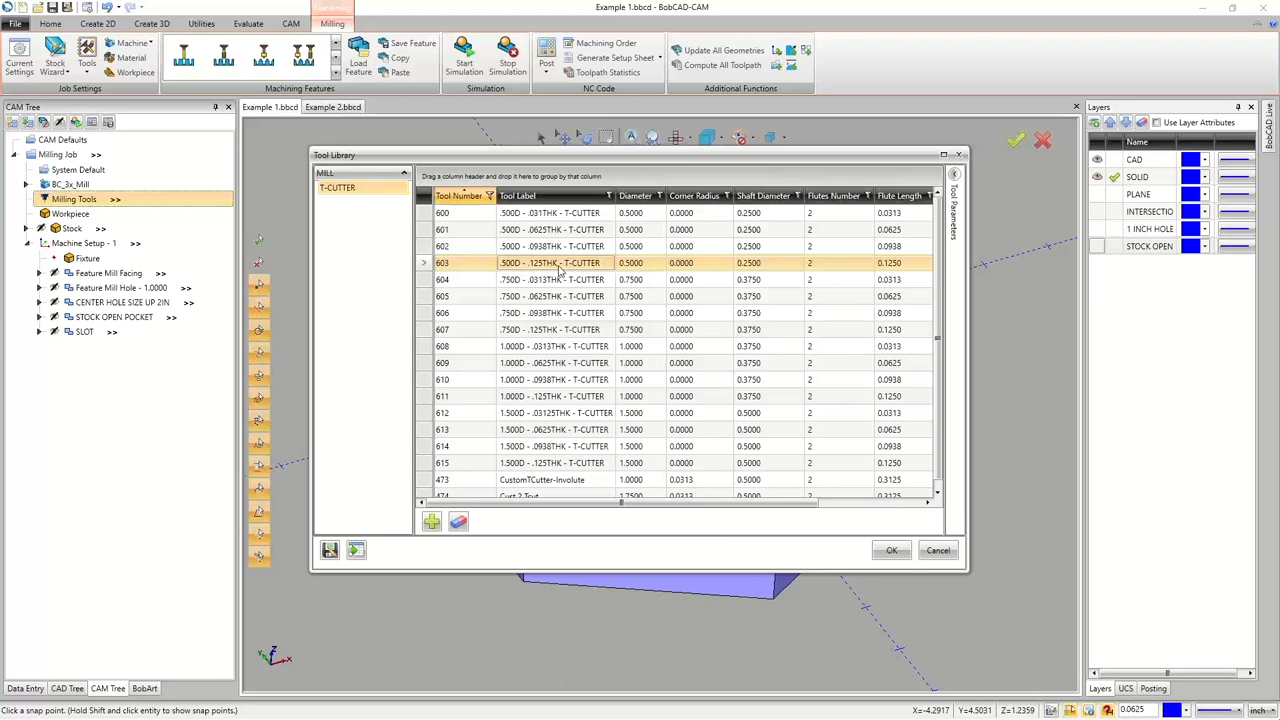 Example 1.bbcd - BobCAD-CAM
Machining
File Home Create 2D Create 3D Utilities Evaluate CAM Milling
Current Settings
Stock Wizard
Tools
Machine
Material
Workpiece
Job Settings
Machining Features
Load Feature
Save Feature
Copy
Paste
Start Simulation
Stop Simulation
Simulation
Post
Machining Order
Generate Setup Sheet
Toolpath Statistics
NC Code
Update All Geometries
Compute All Toolpath
Additional Functions
CAM Tree
Example 1.bbcd Example 2.bbcd
CAM Defaults
Milling Job >>
System Default
BC_3x_Mill
Milling Tools >>
Workpiece
Stock >>
Machine Setup - 1 >>
Fixture
Feature Mill Facing >>
Feature Mill Hole - 1.0000 >>
CENTER HOLE SIZE UP 2IN >>
STOCK OPEN POCKET >>
SLOT >>
Data Entry CAD Tree CAM Tree BobArt
Tool Library
MILL
T-CUTTER
Drag a column header and drop it here to group by that column
Tool Number Tool Label Diameter Corner Radius Shaft Diameter Flutes Number Flute Length
600 .500D - .031THK - T-CUTTER 0.5000 0.0000 0.2500 2 0.0313
601 .500D - .0625THK - T-CUTTER 0.5000 0.0000 0.2500 2 0.0625
602 .500D - .0938THK - T-CUTTER 0.5000 0.0000 0.2500 2 0.0938
603 .500D - .125THK - T-CUTTER 0.5000 0.0000 0.2500 2 0.1250
604 .750D - .0313THK - T-CUTTER 0.7500 0.0000 0.3750 2 0.0313
605 .750D - .0625THK - T-CUTTER 0.7500 0.0000 0.3750 2 0.0625
606 .750D - .0938THK - T-CUTTER 0.7500 0.0000 0.3750 2 0.0938
607 .750D - .125THK - T-CUTTER 0.7500 0.0000 0.3750 2 0.1250
608 1.000D - .0313THK - T-CUTTER 1.0000 0.0000 0.3750 2 0.0313
609 1.000D - .0625THK - T-CUTTER 1.0000 0.0000 0.3750 2 0.0625
610 1.000D - .0938THK - T-CUTTER 1.0000 0.0000 0.3750 2 0.0938
611 1.000D - .125THK - T-CUTTER 1.0000 0.0000 0.3750 2 0.1250
612 1.500D - .03125THK - T-CUTTER 1.5000 0.0000 0.5000 2 0.0313
613 1.500D - .0625THK - T-CUTTER 1.5000 0.0000 0.5000 2 0.0625
614 1.500D - .0938THK - T-CUTTER 1.5000 0.0000 0.5000 2 0.0938
615 1.500D - .125THK - T-CUTTER 1.5000 0.0000 0.5000 2 0.1250
473 CustomTCutter-Involute 1.0000 0.0313 0.5000 2 0.3125
474 Cust 2 Tcut 1.7500 0.0000 0.5000 2 0.3125
Tool Parameters
OK Cancel
Z
Y
X
Layers
Use Layer Attributes
Name
CAD
SOLID
PLANE
INTERSECTIO
1 INCH HOLE
STOCK OPEN
Layers UCS Posting
BobCAD Live
Click a snap point. (Hold Shift and click entity to show snap points.)
X=-4.2917 Y=4.5031 Z=1.2359 0.0625 inch